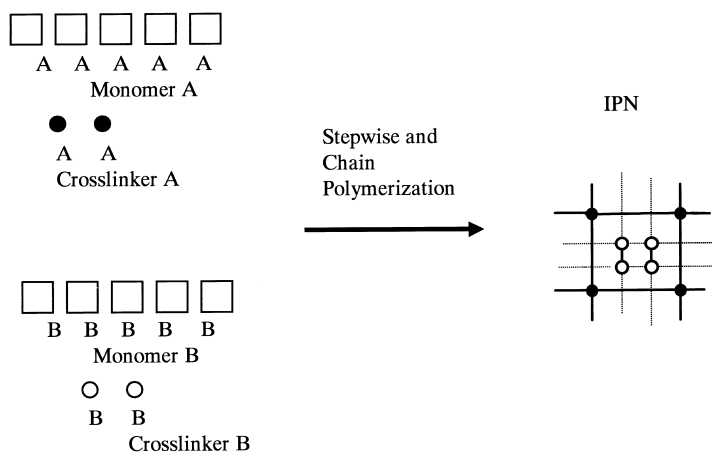 A A A A A
Monomer A
A A
Crosslinker A
Stepwise and
Chain
Polymerization
IPN
B B B B B
Monomer B
B B
Crosslinker B